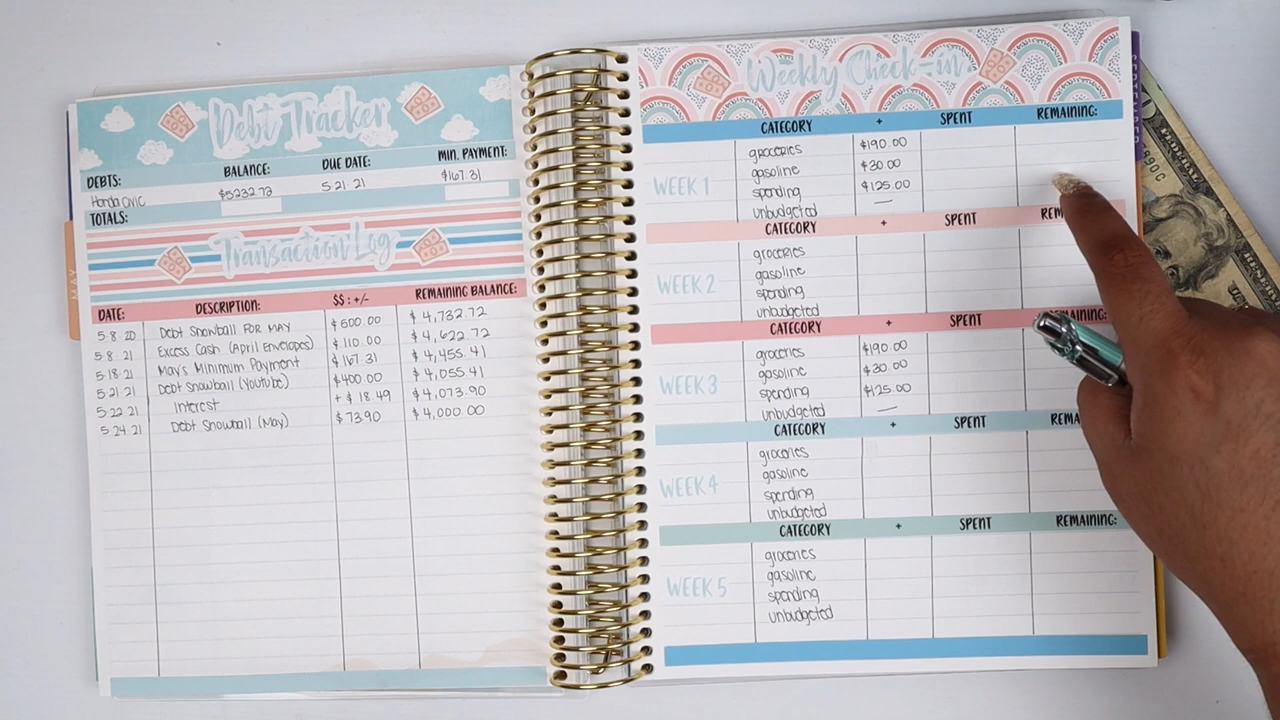 Debt Tracker
DEBTS: BALANCE: DUE DATE: MIN. PAYMENT:
Honda CIVIC $5232.72 5.21.21 $167.31
TOTALS:
Transaction Log
DATE: DESCRIPTION: $$ : +/- REMAINING BALANCE:
5.8.20 Debt Snowball FOR MAY $500.00 $4,732.72
5.8.21 Excess Cash (April Envelopes) $110.00 $4,622.72
5.18.21 May's Minimum Payment $167.31 $4,455.41
5.21.21 Debt Snowball (Youtube) $400.00 $4,055.41
5.22.21 Interest + $18.49 $4,073.90
5.24.21 Debt Snowball (May) $73.90 $4,000.00
MAY
Weekly Check-in
CATEGORY + SPENT REMAINING:
WEEK 1
groceries $190.00
gasoline $30.00
spending $125.00
unbudgeted —
CATEGORY + SPENT REM
WEEK 2
groceries
gasoline
spending
unbudgeted
CATEGORY + SPENT
WEEK 3
groceries $190.00
gasoline $30.00
spending $125.00
unbudgeted —
CATEGORY + SPENT REMA
WEEK 4
groceries
gasoline
spending
unbudgeted
CATEGORY + SPENT REMAINING:
WEEK 5
groceries
gasoline
spending
unbudgeted